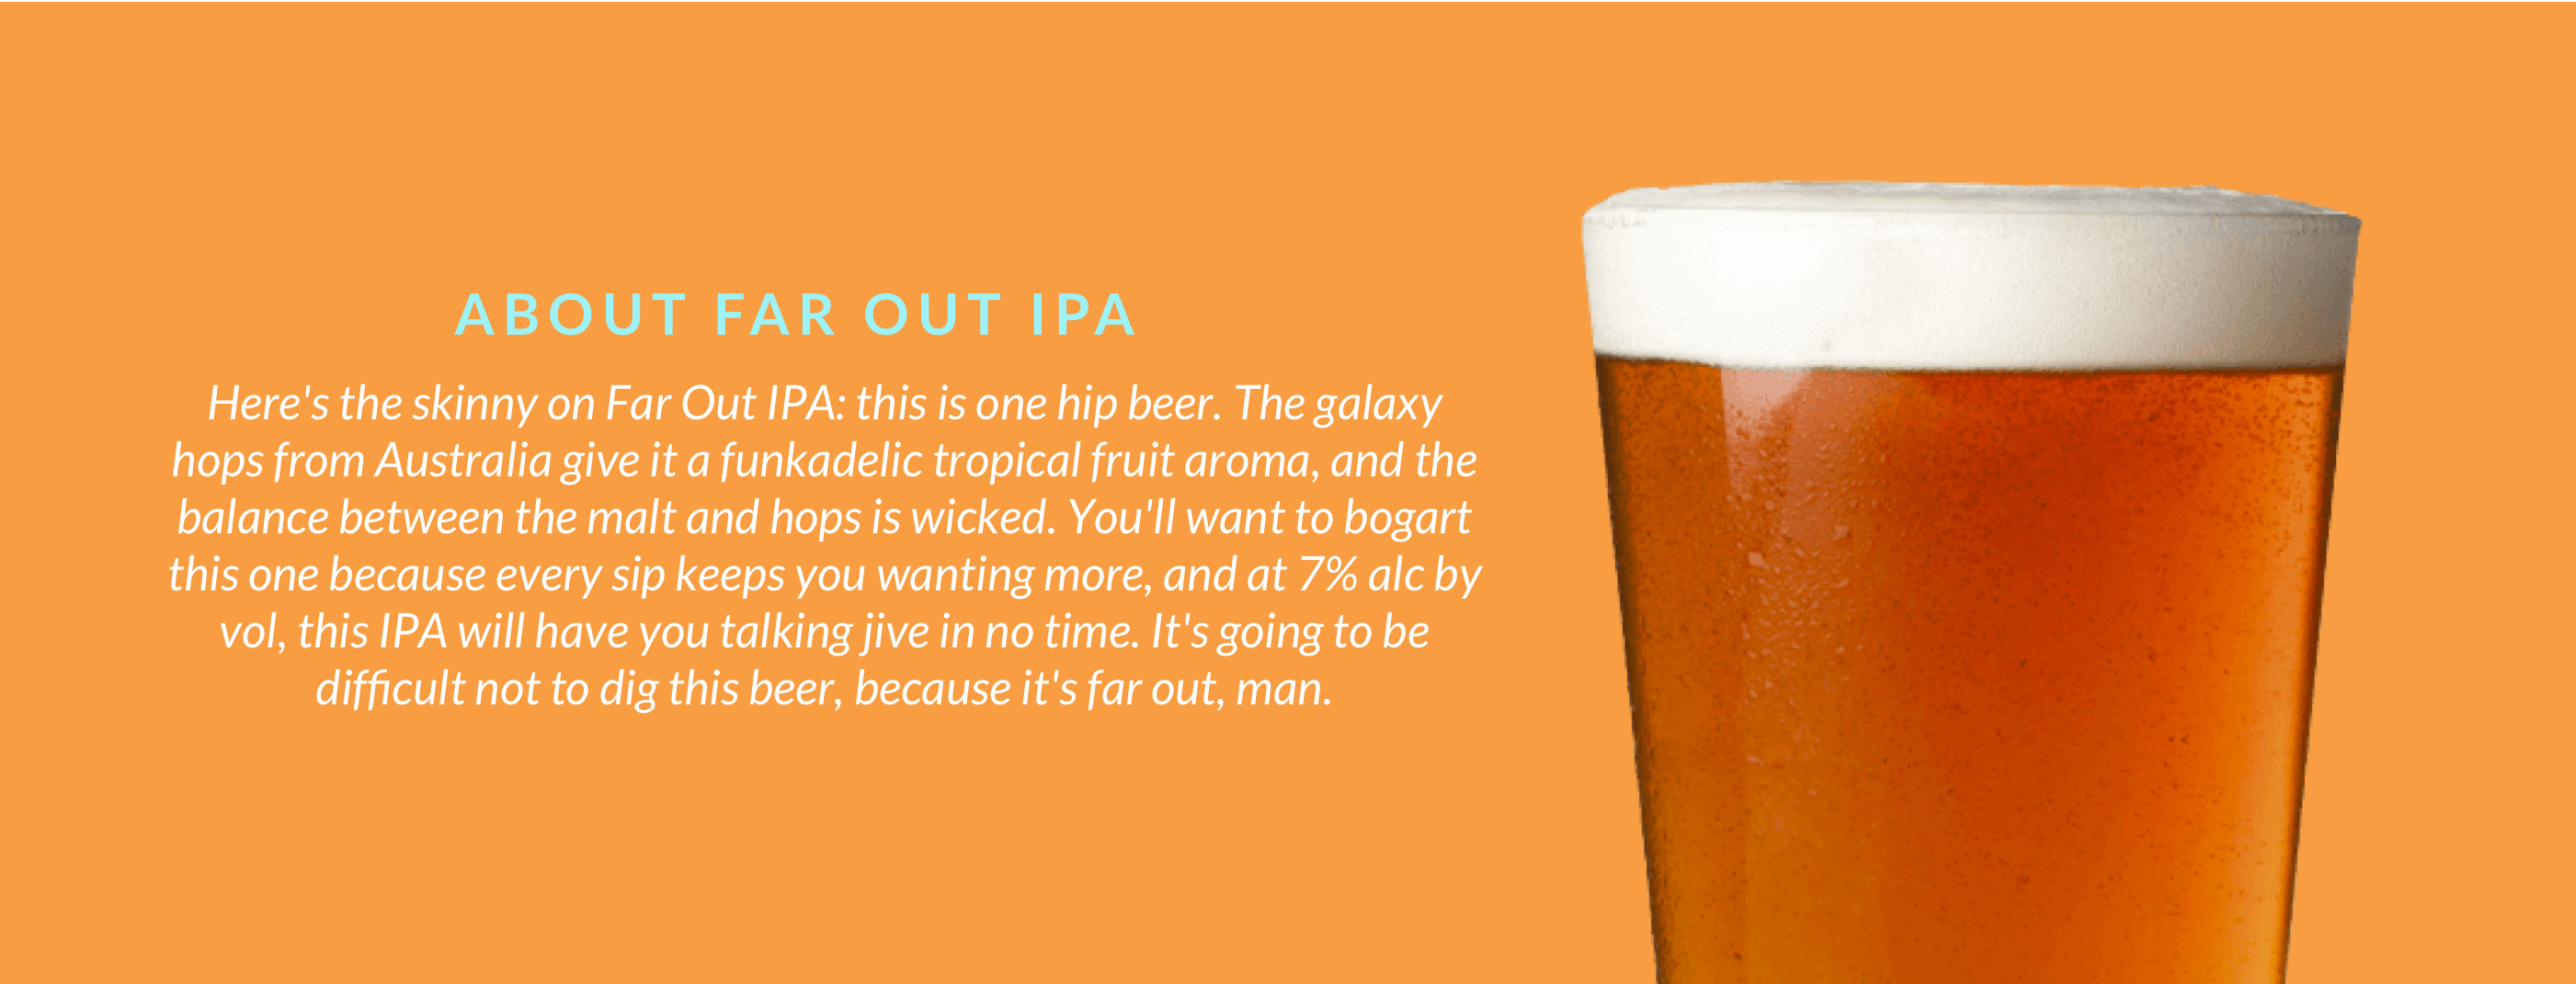 ABOUT FAR OUT IPA
Here's the skinny on Far Out IPA: this is one hip beer. The galaxy
hops from Australia give it a funkadelic tropical fruit aroma, and the
balance between the malt and hops is wicked. You'll want to bogart
this one because every sip keeps you wanting more, and at 7% alc by
vol, this IPA will have you talking jive in no time. It's going to be
difficult not to dig this beer, because it's far out, man.